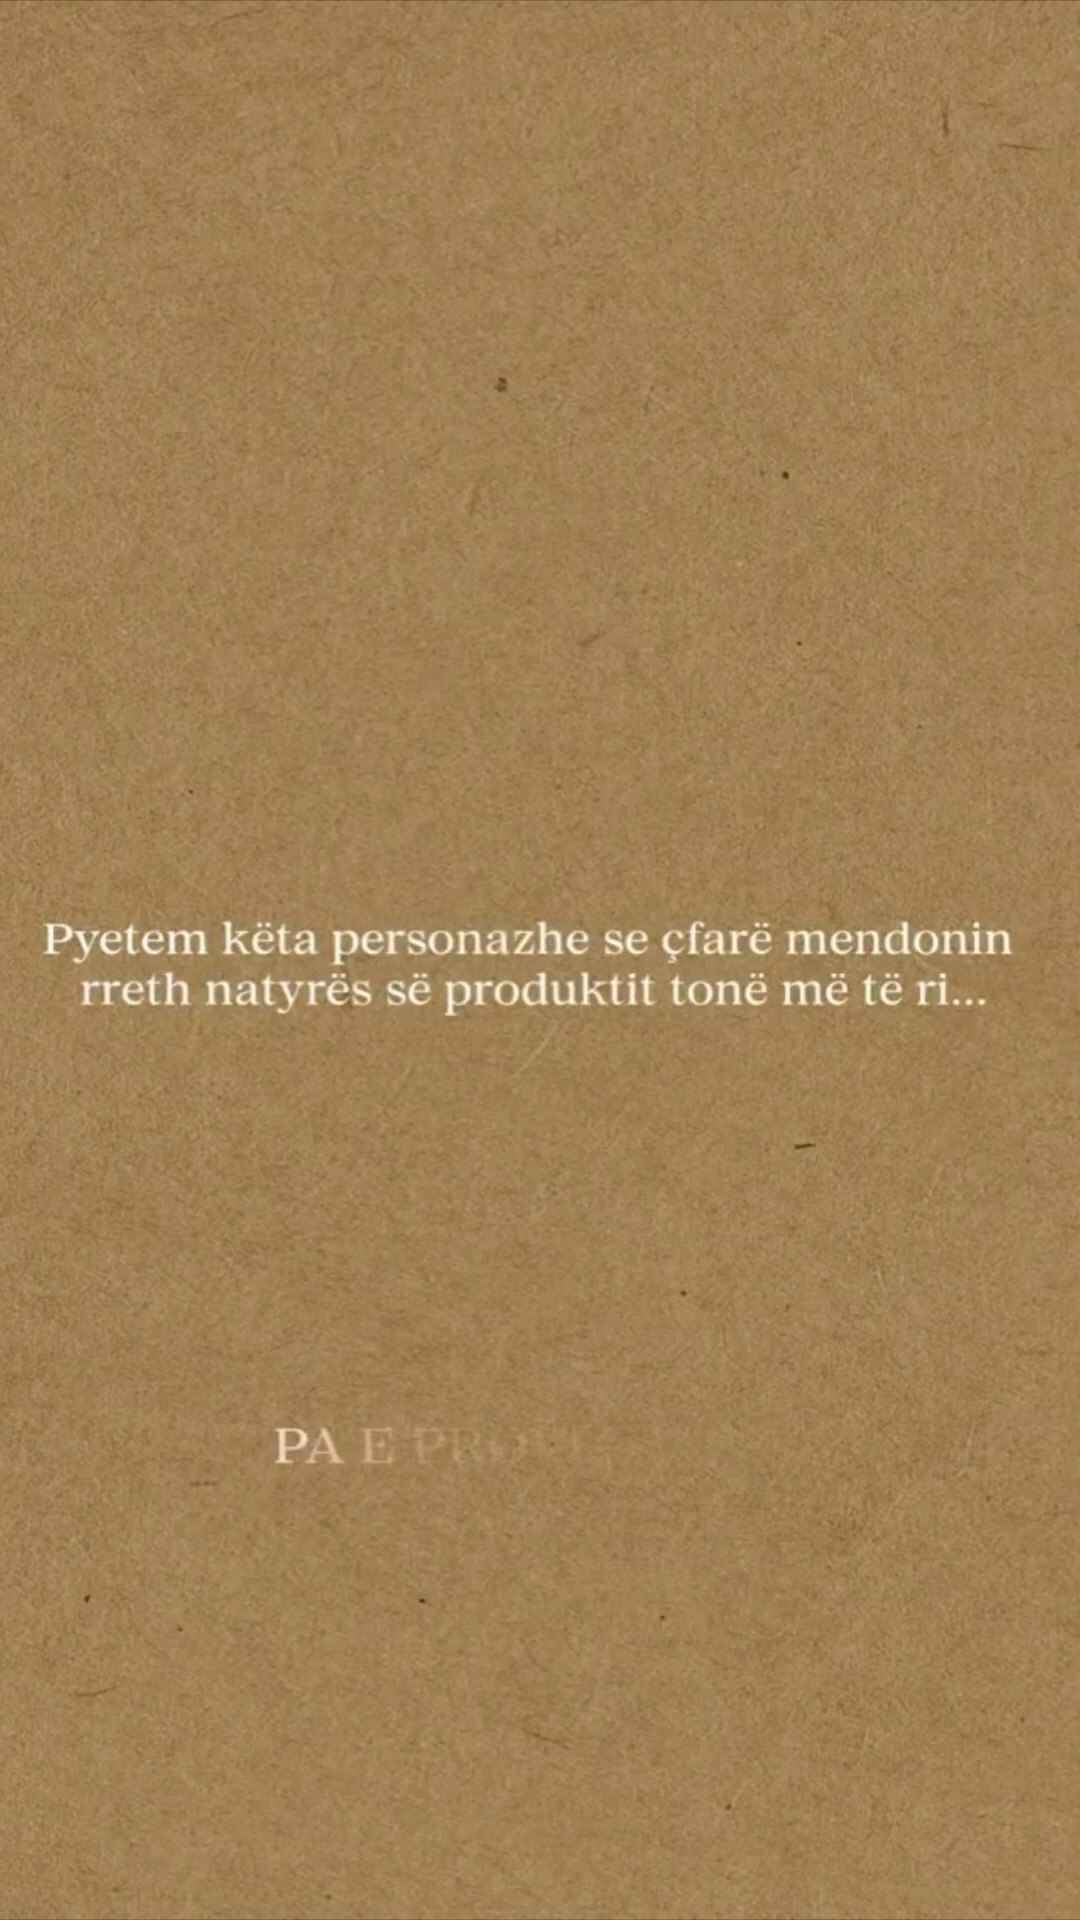 Pyetem këta personazhe se çfarë mendonin
rreth natyrës së produktit tonë më të ri...
PA E